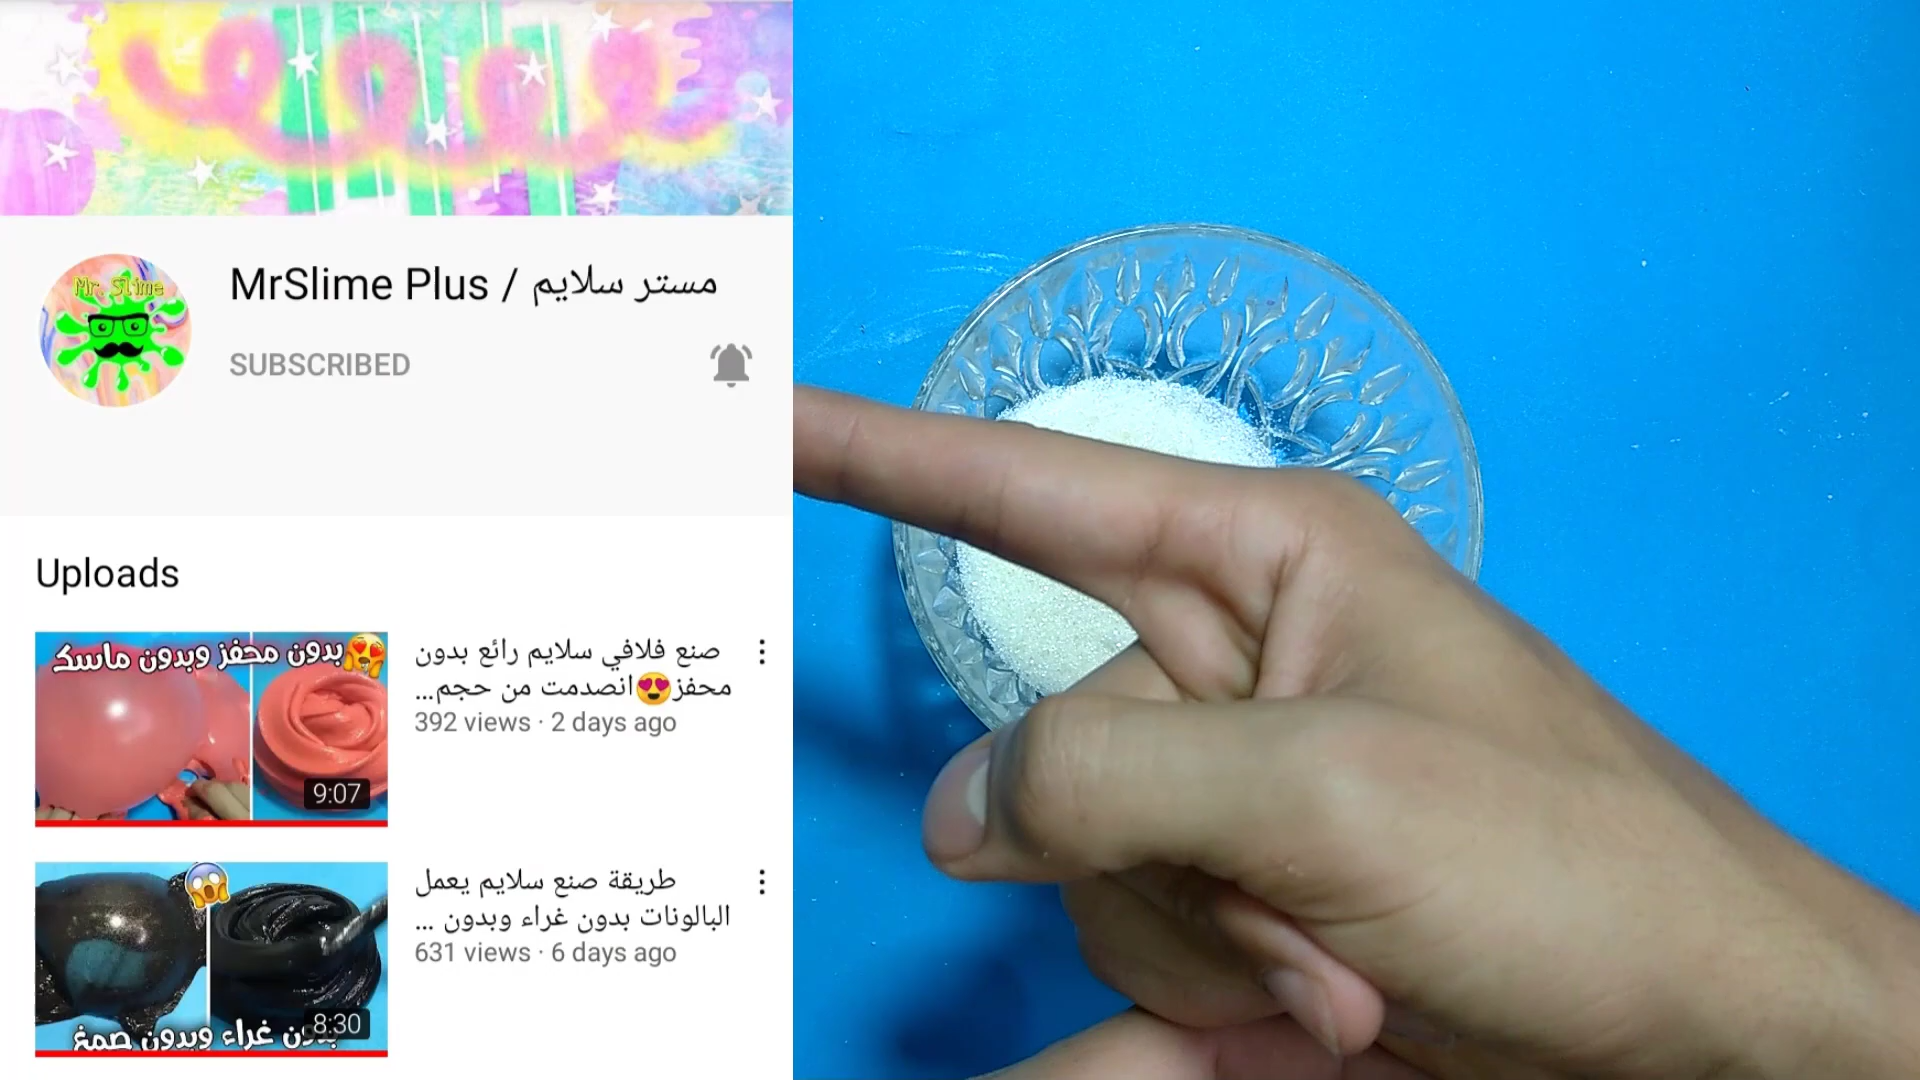 Mr. Slime
MrSlime Plus / مستر سلايم
SUBSCRIBED
Uploads
بدون محفز وبدون ماسك
9:07
صنع فلافي سلايم رائع بدون
محفز😍انصدمت من حجم...
392 views · 2 days ago
8:30
بدون غراء وبدون صمغ
طريقة صنع سلايم يعمل
البالونات بدون غراء وبدون ...
631 views · 6 days ago